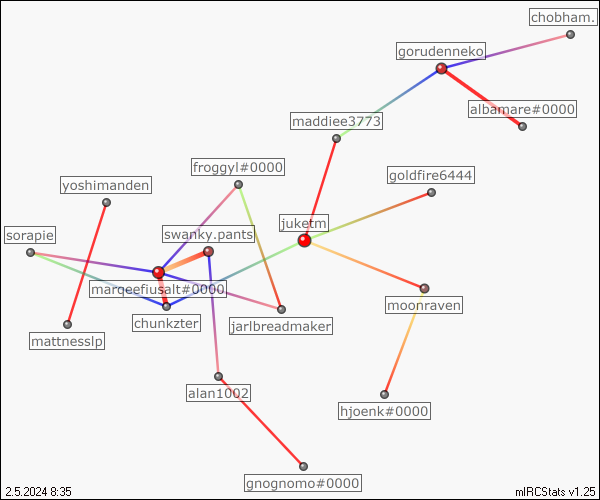 chobham.
gorudenneko
albamare#0000
maddiee3773
froggyl#0000
goldfire6444
yoshimanden
juketm
swanky.pants
sorapie
marqeefiusalt#0000
moonraven
chunkzter
jarlbreadmaker
mattnesslp
alan1002
hjoenk#0000
gnognomo#0000
2.5.2024 8:35
mIRCStats v1.25